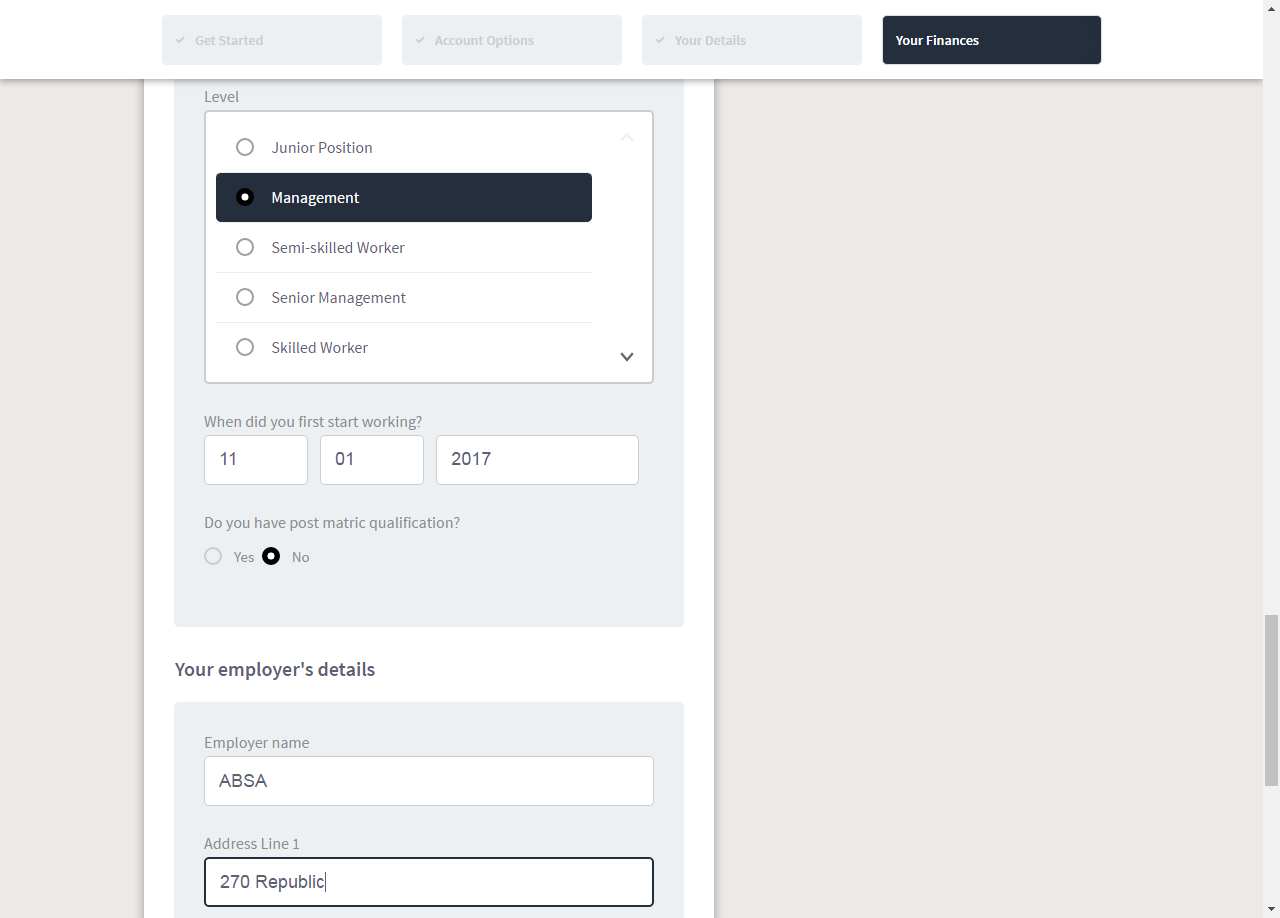 Get Started
Account Options
Your Details
Your Finances
Level
Junior Position
Management
Semi-skilled Worker
Senior Management
Skilled Worker
When did you first start working?
11 01 2017
Do you have post matric qualification?
Yes No
Your employer's details
Employer name
ABSA
Address Line 1
270 Republic